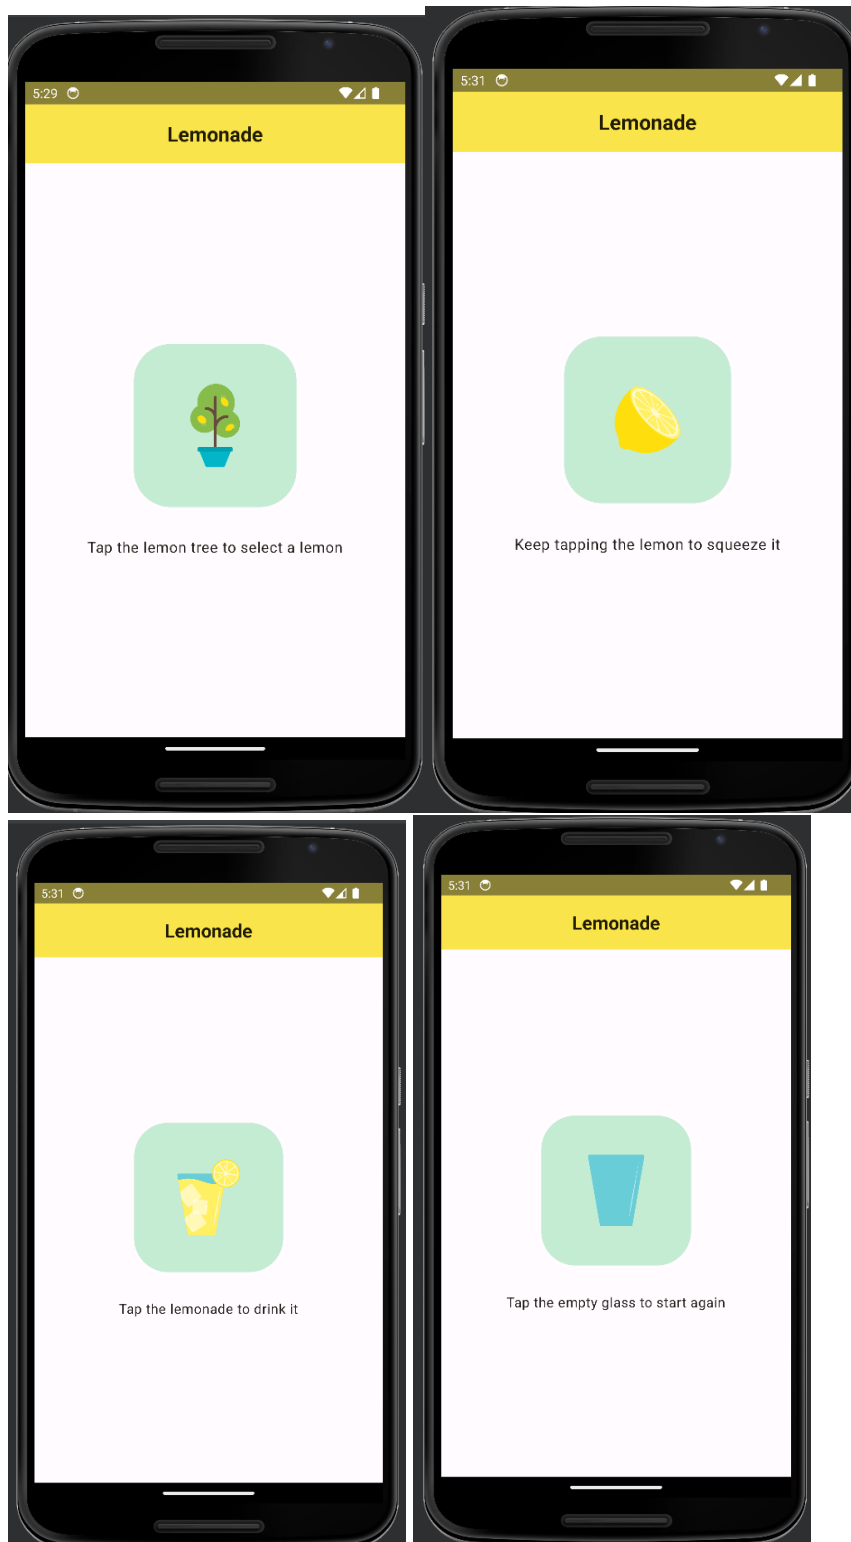 5:29
Lemonade
Tap the lemon tree to select a lemon
5:31
Lemonade
Keep tapping the lemon to squeeze it
5:31
Lemonade
Tap the lemonade to drink it
5:31
Lemonade
Tap the empty glass to start again